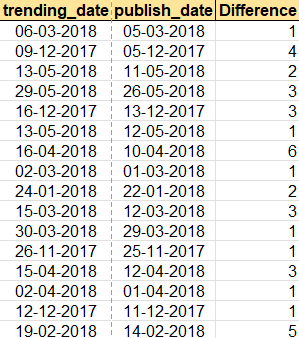 trending_date publish_date Difference
06-03-2018 05-03-2018 1
09-12-2017 05-12-2017 4
13-05-2018 11-05-2018 2
29-05-2018 26-05-2018 3
16-12-2017 13-12-2017 3
13-05-2018 12-05-2018 1
16-04-2018 10-04-2018 6
02-03-2018 01-03-2018 1
24-01-2018 22-01-2018 2
15-03-2018 12-03-2018 3
30-03-2018 29-03-2018 1
26-11-2017 25-11-2017 1
15-04-2018 12-04-2018 3
02-04-2018 01-04-2018 1
12-12-2017 11-12-2017 1
19-02-2018 14-02-2018 5